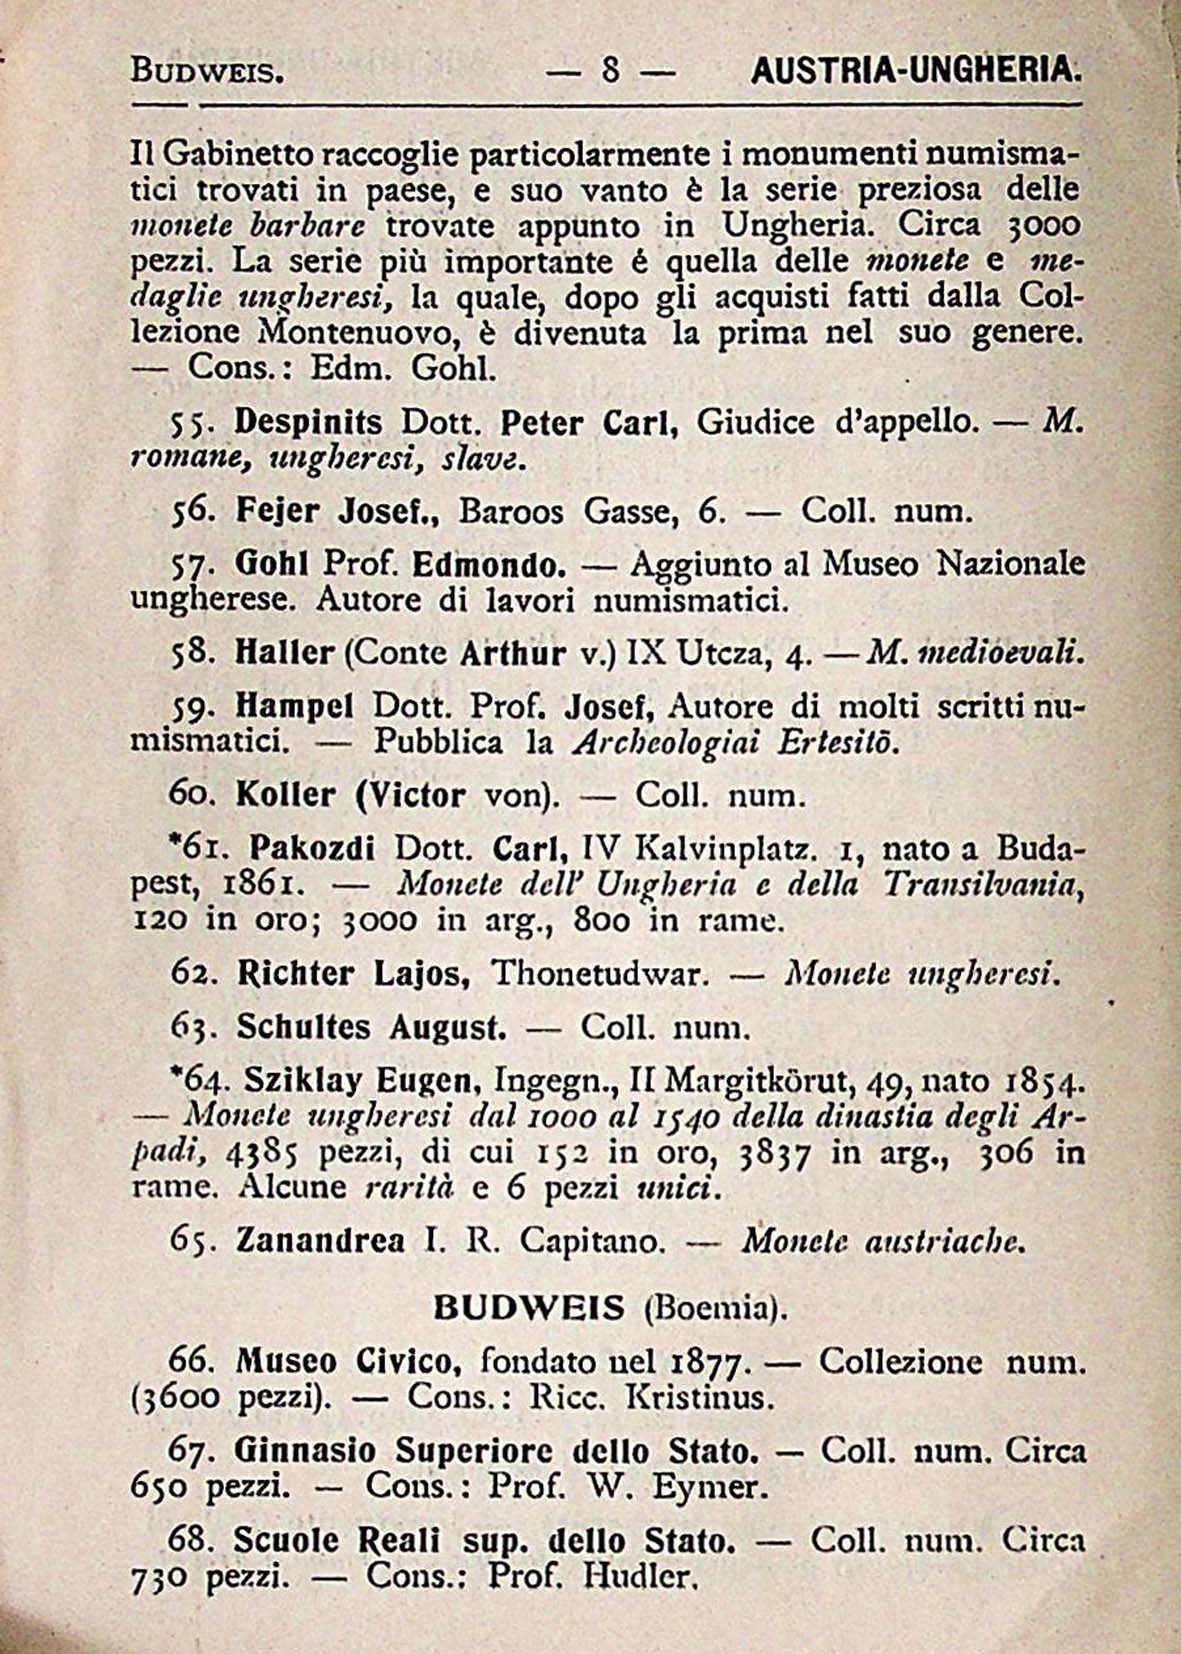 BUDWEIS. — 8 — AUSTRIA-UNGHERIA.
Il Gabinetto raccoglie particolarmente i monumenti numisma-
tici trovati in paese, e suo vanto è la serie preziosa delle
monete barbare trovate appunto in Ungheria. Circa 3000
pezzi. La serie più importante é quella delle monete e me-
daglie ungheresi, la quale, dopo gli acquisti fatti dalla Col-
lezione Montenuovo, è divenuta la prima nel suo genere.
— Cons.: Edm. Gohl.
55. Despinits Dott. Peter Carl, Giudice d'appello. — M.
romane, ungheresi, slave.
56. Fejer Josef., Baroos Gasse, 6. — Coll. num.
57. Gohl Prof. Edmondo. — Aggiunto al Museo Nazionale
ungherese. Autore di lavori numismatici.
58. Haller (Conte Arthur v.) IX Utcza, 4. — M. medioevali.
59. Hampel Dott. Prof. Josef, Autore di molti scritti nu-
mismatici. — Pubblica la Archeologiai Ertesitō.
60. Koller (Victor von). — Coll. num.
*61. Pakozdi Dott. Carl, IV Kalvinplatz. 1, nato a Buda-
pest, 1861. — Monete dell' Ungheria e della Transilvania,
120 in oro; 3000 in arg., 800 in rame.
62. Richter Lajos, Thonetudwar. — Monete ungheresi.
63. Schultes August. — Coll. num.
*64. Sziklay Eugen, Ingegn., II Margitkörut, 49, nato 1854.
— Monete ungheresi dal 1000 al 1540 della dinastia degli Ar-
padi, 4385 pezzi, di cui 152 in oro, 3837 in arg., 306 in
rame. Alcune rarità e 6 pezzi unici.
65. Zanandrea I. R. Capitano. — Monete austriache.
BUDWEIS (Boemia).
66. Museo Civico, fondato nel 1877. — Collezione num.
(3600 pezzi). — Cons.: Ricc. Kristinus.
67. Ginnasio Superiore dello Stato. — Coll. num. Circa
650 pezzi. — Cons.: Prof. W. Eymer.
68. Scuole Reali sup. dello Stato. — Coll. num. Circa
730 pezzi. — Cons.: Prof. Hudler.